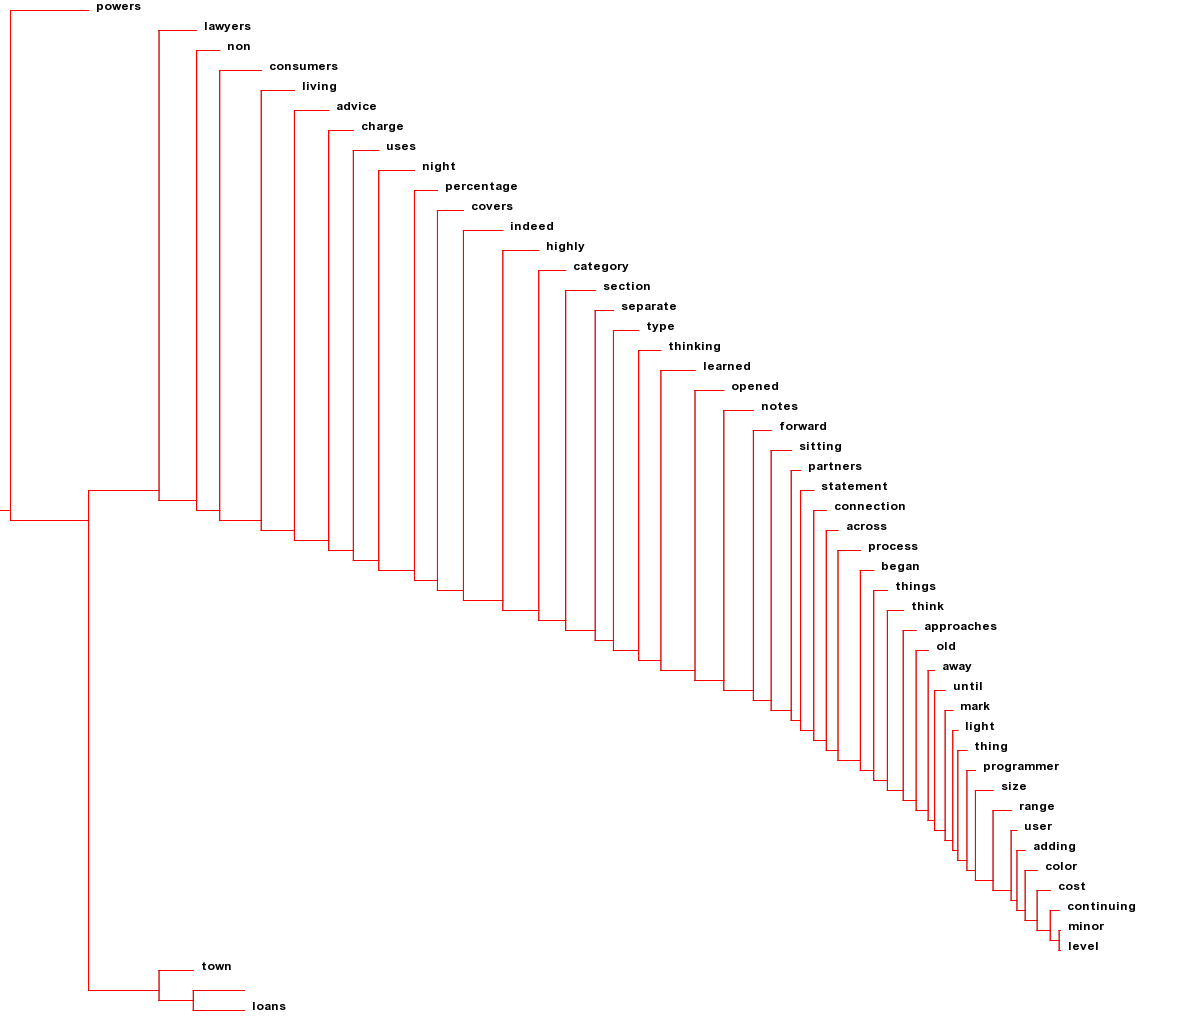 powers
lawyers
non
consumers
living
advice
charge
uses
night
percentage
covers
indeed
highly
category
section
separate
type
thinking
learned
opened
notes
forward
sitting
partners
statement
connection
across
process
began
things
think
approaches
old
away
until
mark
light
thing
programmer
size
range
user
adding
color
cost
continuing
minor
level
town
loans